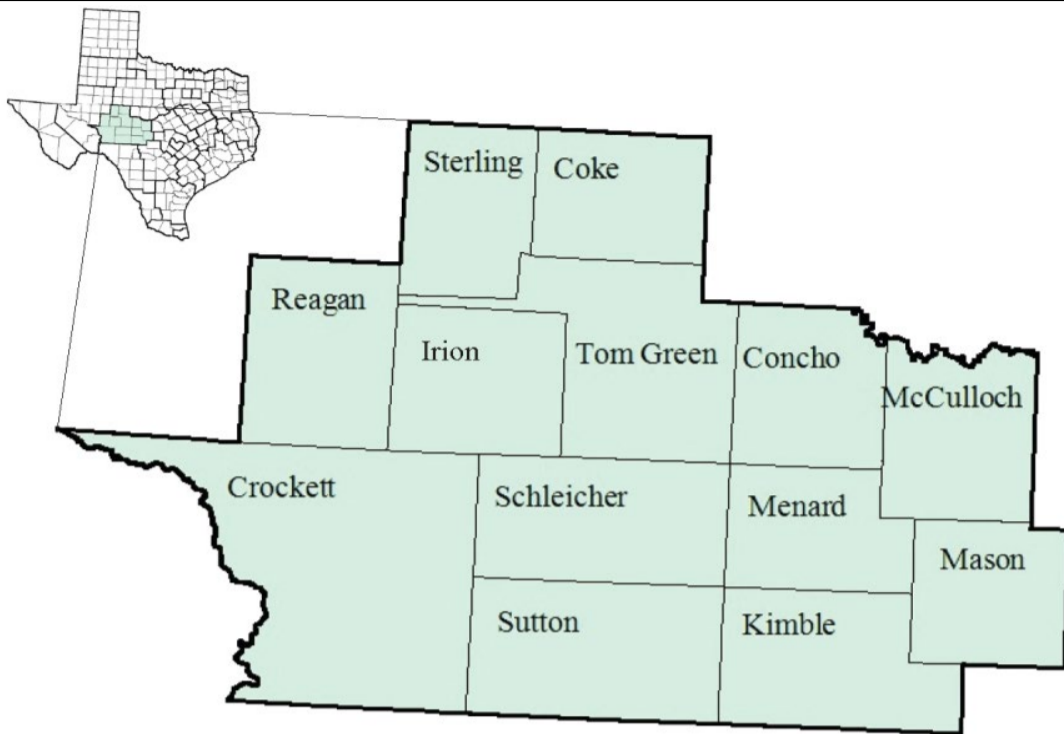 Sterling
Coke
Reagan
Irion
Tom Green
Concho
McCulloch
Crockett
Schleicher
Menard
Mason
Sutton
Kimble